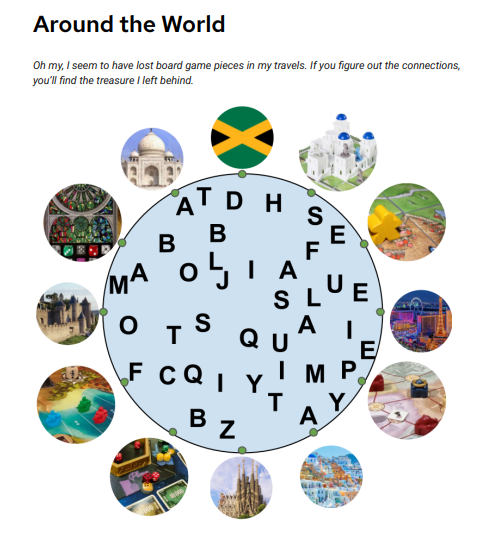 Around the World
Oh my, I seem to have lost board game pieces in my travels. If you figure out the connections,
you'll find the treasure I left behind.
A T D H S
B B F E
M A O L J I A
S L U E
O T S Q U A I E
F C Q I Y I M P
B Z T A Y